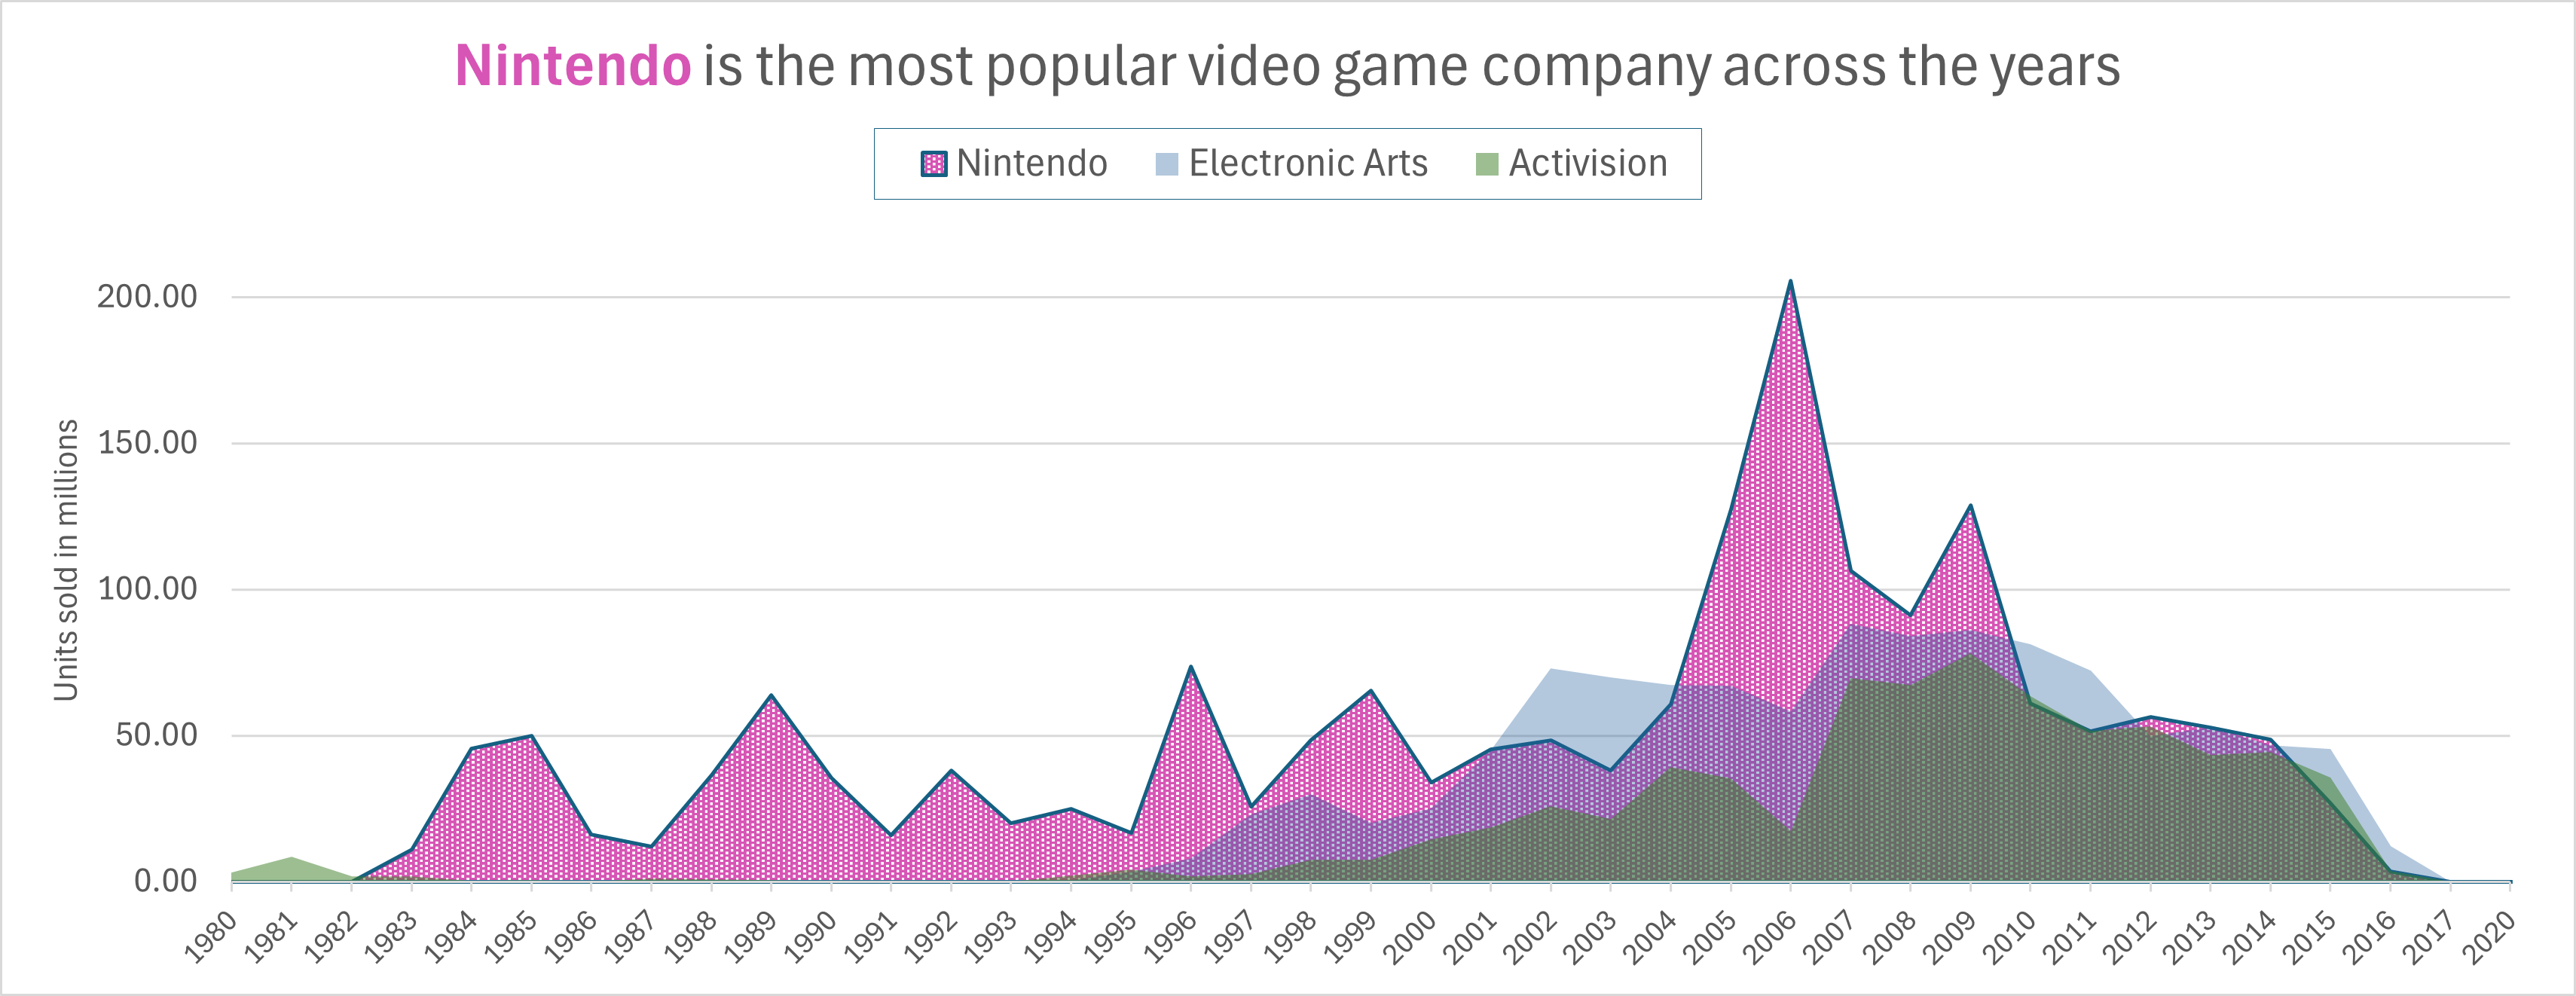 Nintendo is the most popular video game company across the years
Nintendo Electronic Arts Activision
Units sold in millions
200.00
150.00
100.00
50.00
0.00
1980 1981 1982 1983 1984 1985 1986 1987 1988 1989 1990 1991 1992 1993 1994 1995 1996 1997 1998 1999 2000 2001 2002 2003 2004 2005 2006 2007 2008 2009 2010 2011 2012 2013 2014 2015 2016 2017 2020